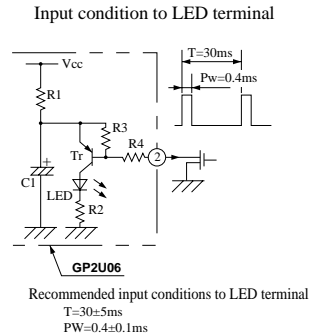 Input condition to LED terminal
T=30ms
Vcc
Pw=0.4ms
R1
R3
R4
Tr
2
C1
LED
R2
GP2U06
Recommended input conditions to LED terminal
T=30±5ms
PW=0.4±0.1ms